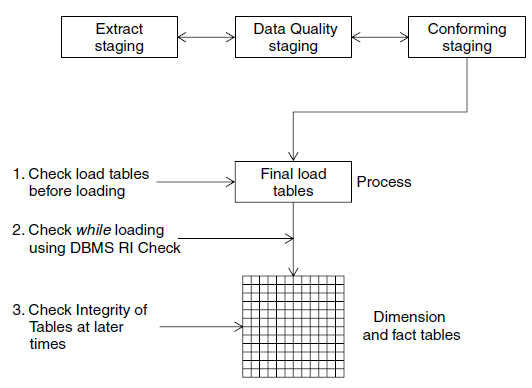 Extract
staging
Data Quality
staging
Conforming
staging
1. Check load tables
before loading
Final load
tables
Process
2. Check while loading
using DBMS RI Check
3. Check Integrity of
Tables at later
times
Dimension
and fact tables